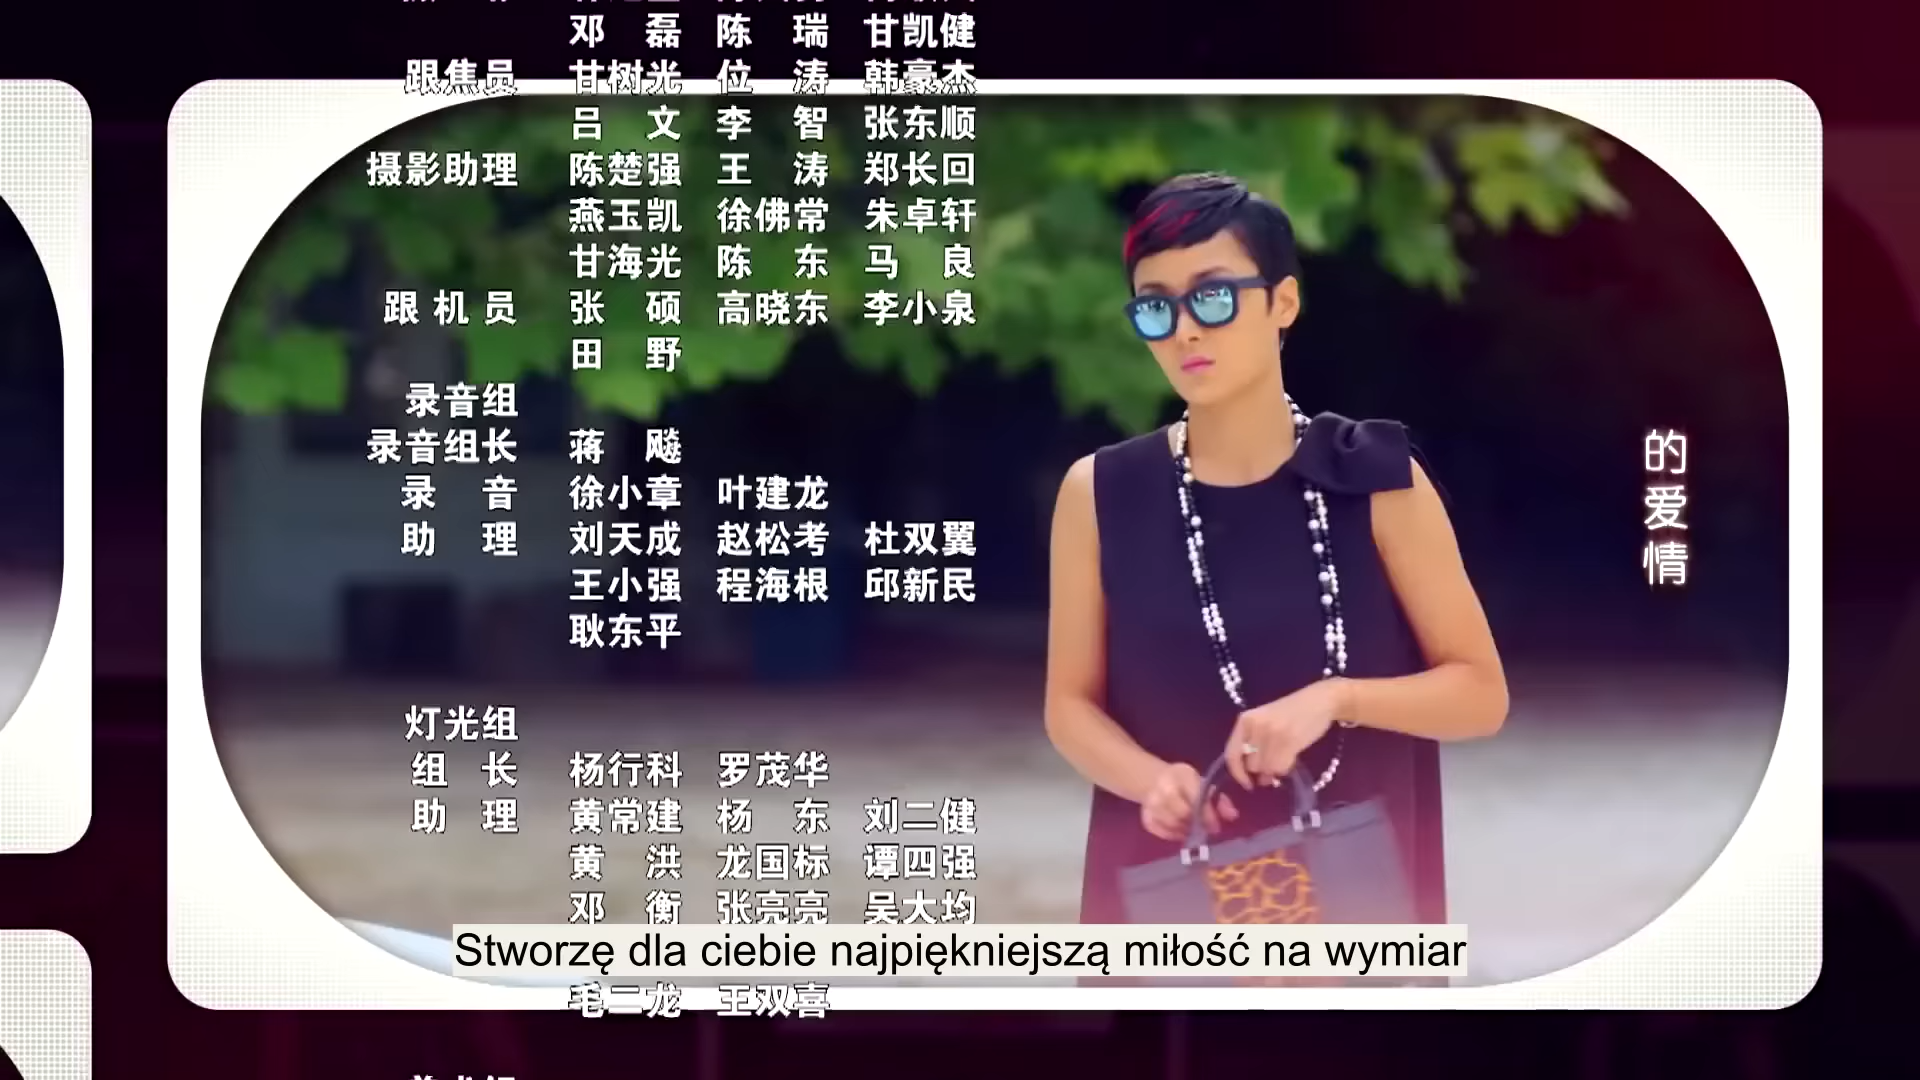 邓 磊 陈 瑞 甘凯健
跟焦员 甘树光 位 涛 韩豪杰
吕 文 李 智 张东顺
摄影助理 陈楚强 王 涛 郑长回
燕玉凯 徐佛常 朱卓轩
甘海光 陈 东 马 良
跟机员 张 硕 高晓东 李小泉
田 野
录音组
录音组长 蒋 飚
录 音 徐小章 叶建龙
助 理 刘天成 赵松考 杜双翼
王小强 程海根 邱新民
耿东平
灯光组
组 长 杨行科 罗茂华
助 理 黄常建 杨 东 刘二健
黄 洪 龙国标 谭四强
邓 衡 张亮亮 吴大均
毛二龙 王双喜
的爱情
Stworzę dla ciebie najpiękniejszą miłość na wymiar